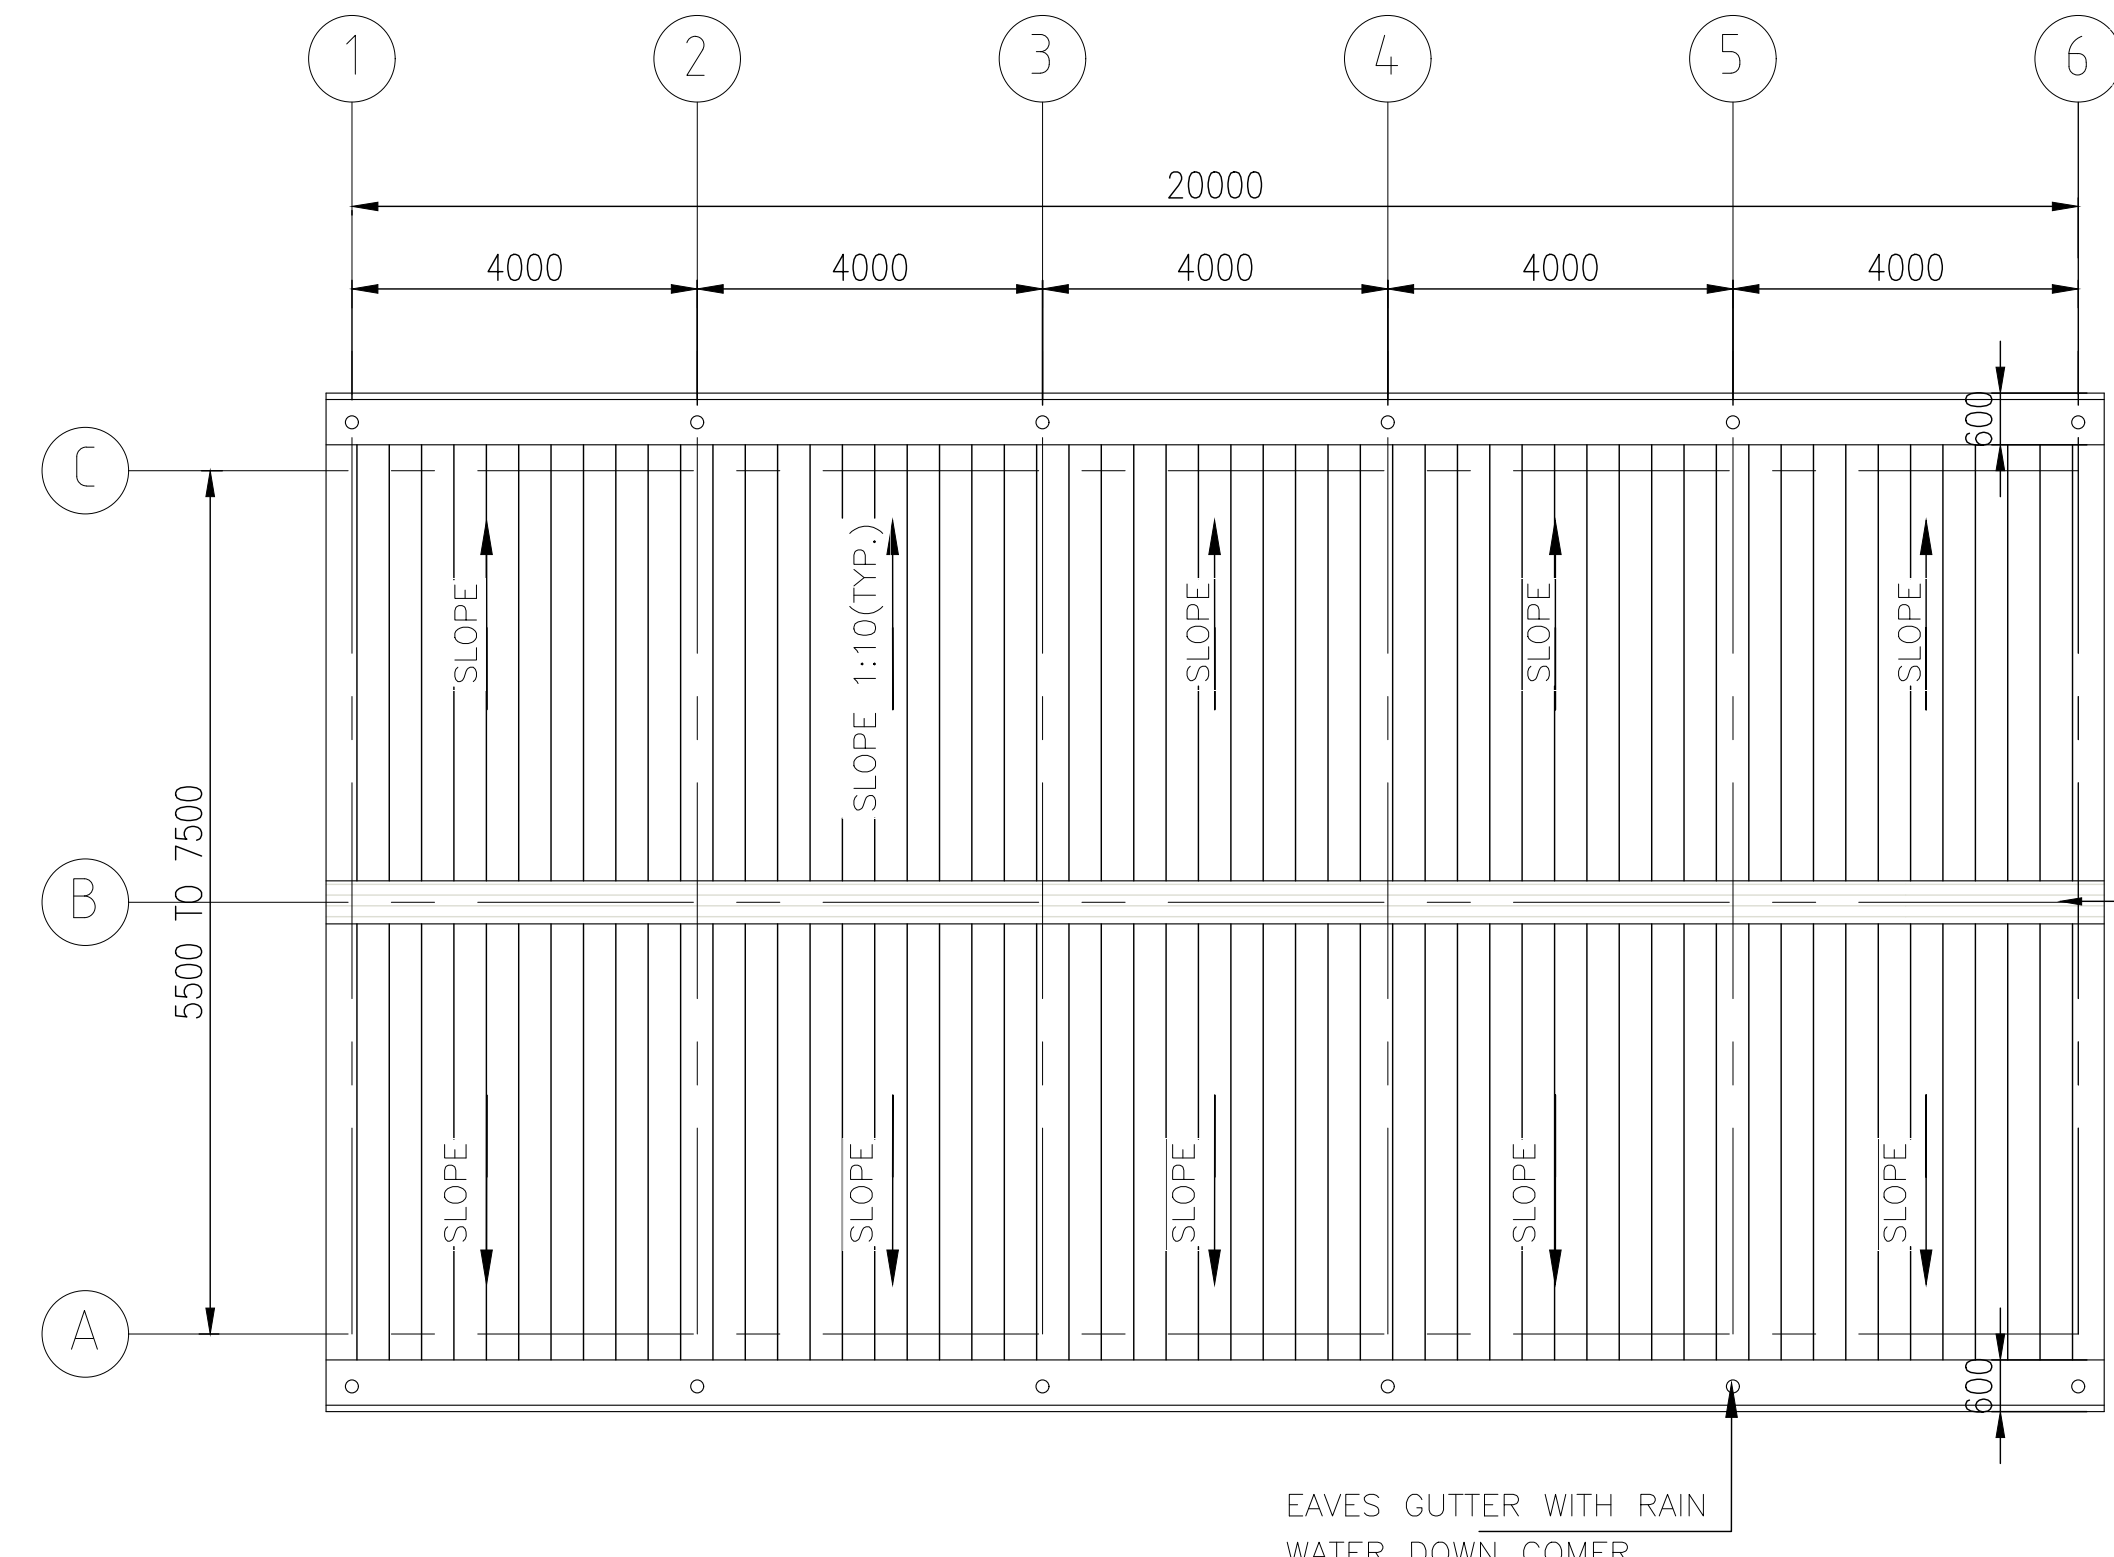 1 2 3 4 5 6
20000
4000 4000 4000 4000 4000
600
C
SLOPE SLOPE 1:10(TYP.) SLOPE SLOPE SLOPE
5500 TO 7500
B
SLOPE SLOPE SLOPE SLOPE SLOPE
A
600
EAVES GUTTER WITH RAIN
WATER DOWN COMER